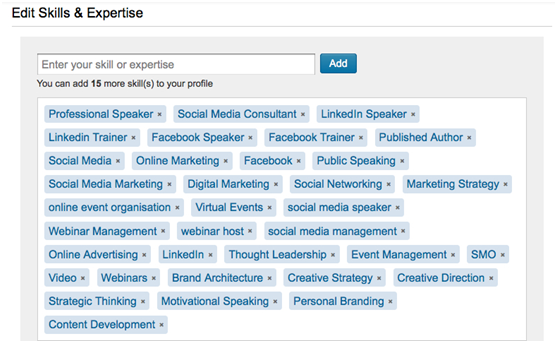 Edit Skills & Expertise
Enter your skill or expertise Add
You can add 15 more skill(s) to your profile
Professional Speaker × Social Media Consultant × LinkedIn Speaker ×
Linkedin Trainer × Facebook Speaker × Facebook Trainer × Published Author ×
Social Media × Online Marketing × Facebook × Public Speaking ×
Social Media Marketing × Digital Marketing × Social Networking × Marketing Strategy ×
online event organisation × Virtual Events × social media speaker ×
Webinar Management × webinar host × social media management ×
Online Advertising × LinkedIn × Thought Leadership × Event Management × SMO ×
Video × Webinars × Brand Architecture × Creative Strategy × Creative Direction ×
Strategic Thinking × Motivational Speaking × Personal Branding ×
Content Development ×